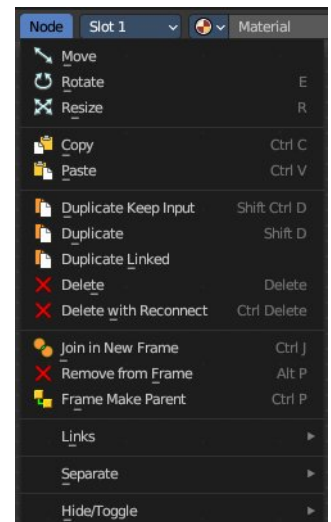 Node Slot 1 Material
Move
Rotate E
Resize R
Copy Ctrl C
Paste Ctrl V
Duplicate Keep Input Shift Ctrl D
Duplicate Shift D
Duplicate Linked
Delete Delete
Delete with Reconnect Ctrl Delete
Join in New Frame Ctrl J
Remove from Frame Alt P
Frame Make Parent Ctrl P
Links
Separate
Hide/Toggle